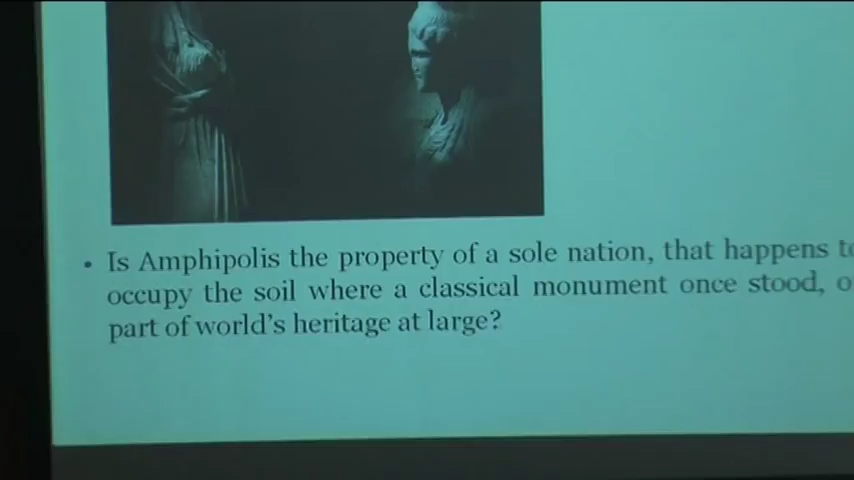 • Is Amphipolis the property of a sole nation, that happens
occupy the soil where a classical monument once stood,
part of world's heritage at large?